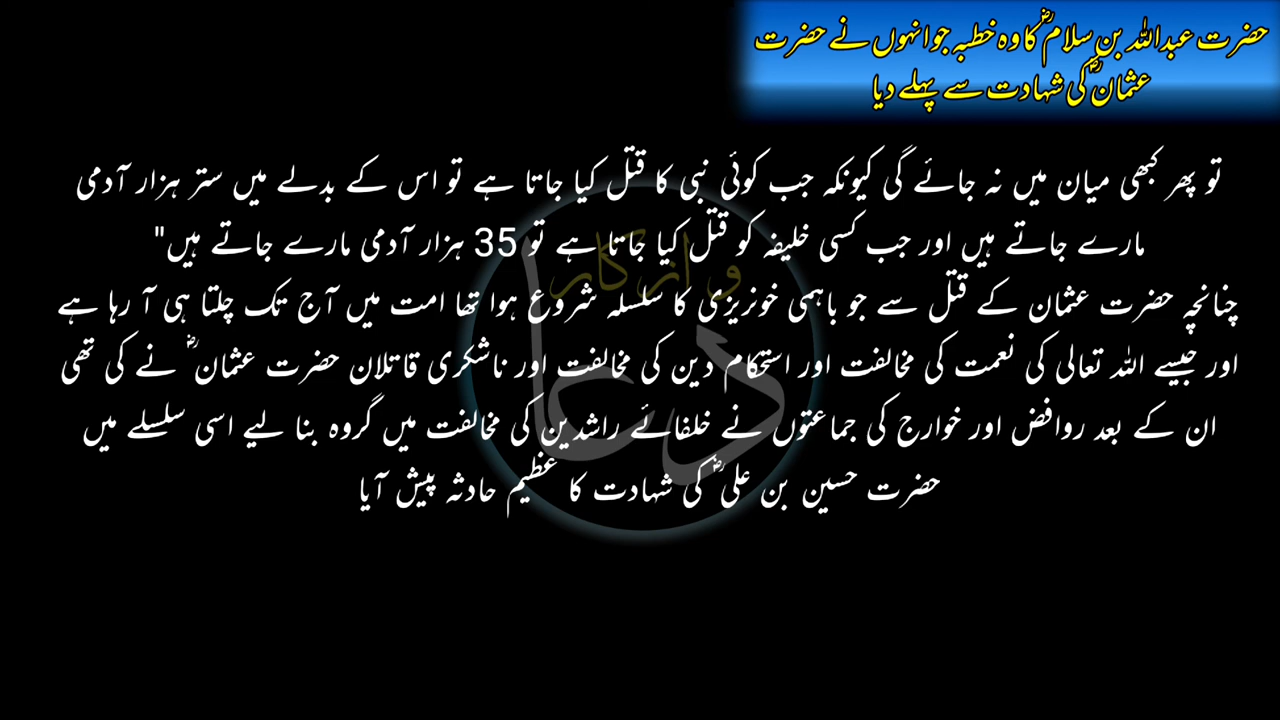 حضرت عبداللہ بن سلامؓ کا وہ خطبہ جو انہوں نے حضرت
عثمانؓ کی شہادت سے پہلے دیا
تو پھر کبھی میان میں نہ جائے گی کیونکہ جب کوئی نبی کا قتل کیا جاتا ہے تو اس کے بدلے میں ستر ہزار آدمی
مارے جاتے ہیں اور جب کسی خلیفہ کو قتل کیا جاتا ہے تو 35 ہزار آدمی مارے جاتے ہیں"
چنانچہ حضرت عثمان کے قتل سے جو باہمی خونریزی کا سلسلہ شروع ہوا تھا امت میں آج تک چلتا ہی آ رہا ہے
اور جیسے اللہ تعالی کی نعمت کی مخالفت اور استحکام دین کی مخالفت اور ناشکری قاتلان حضرت عثمانؓ نے کی تھی
ان کے بعد روافض اور خوارج کی جماعتوں نے خلفائے راشدین کی مخالفت میں گروہ بنا لیے اسی سلسلے میں
حضرت حسین بن علیؓ کی شہادت کا عظیم حادثہ پیش آیا
دعا
و ازکار